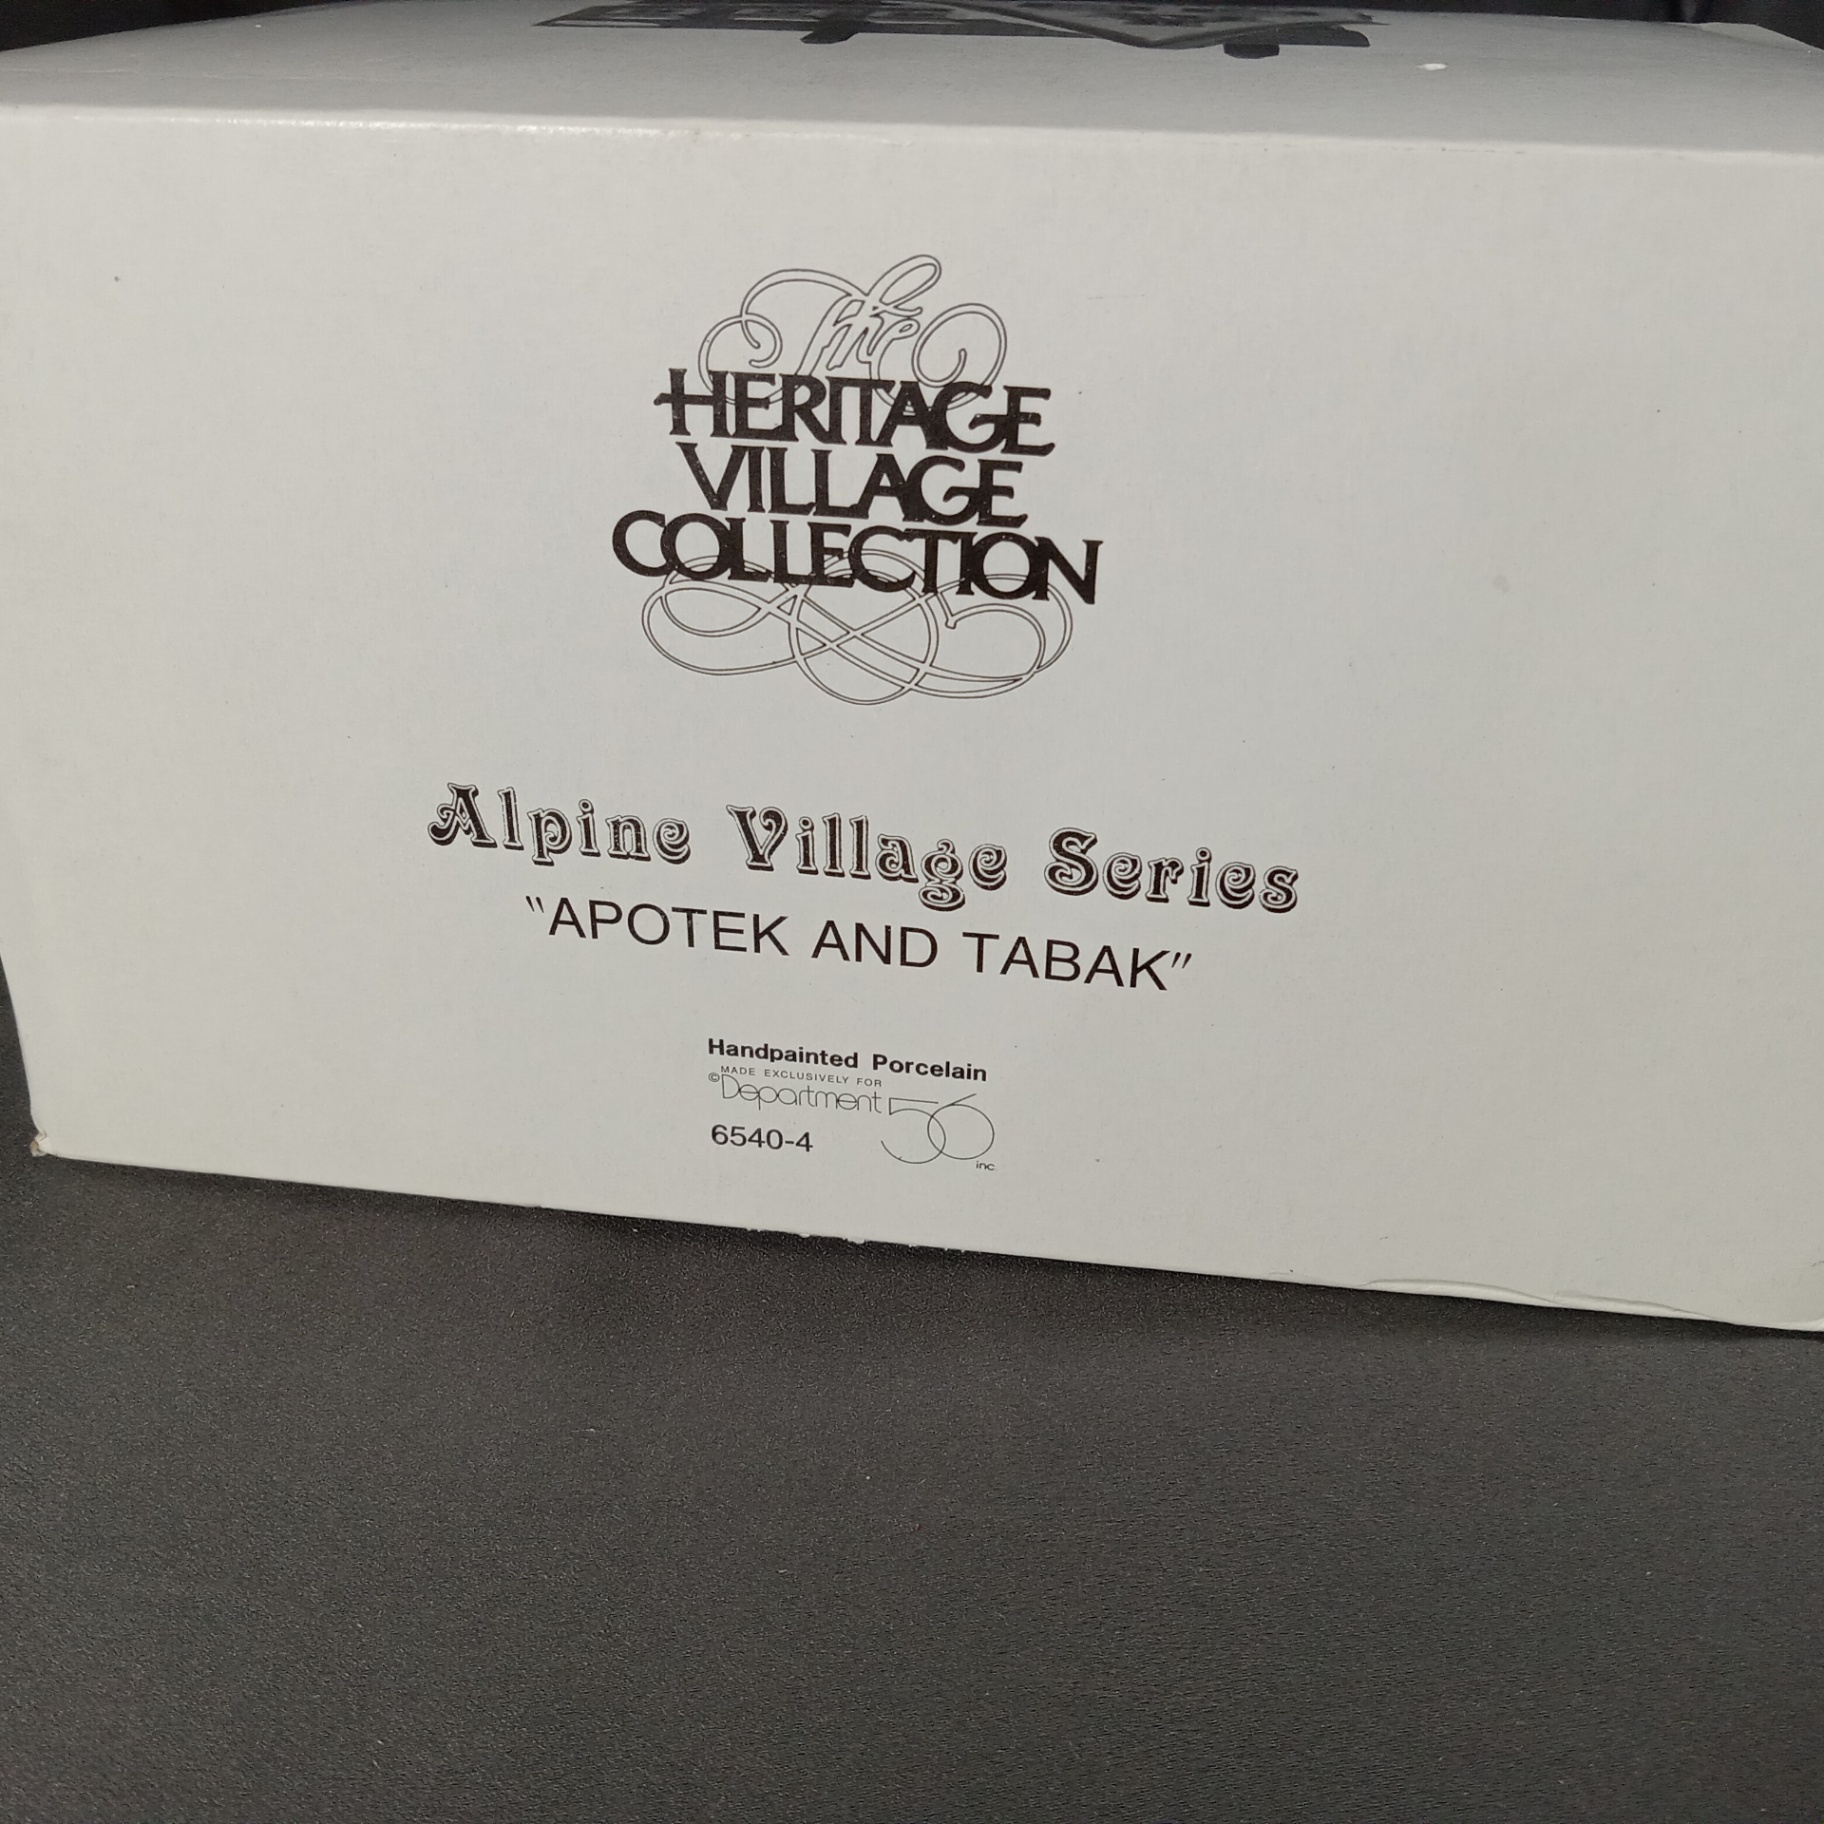 The
HERITAGE
VILLAGE
COLLECTION
Alpine Village Series
"APOTEK AND TABAK"
Handpainted Porcelain
MADE EXCLUSIVELY FOR
©Department 56
inc.
6540-4